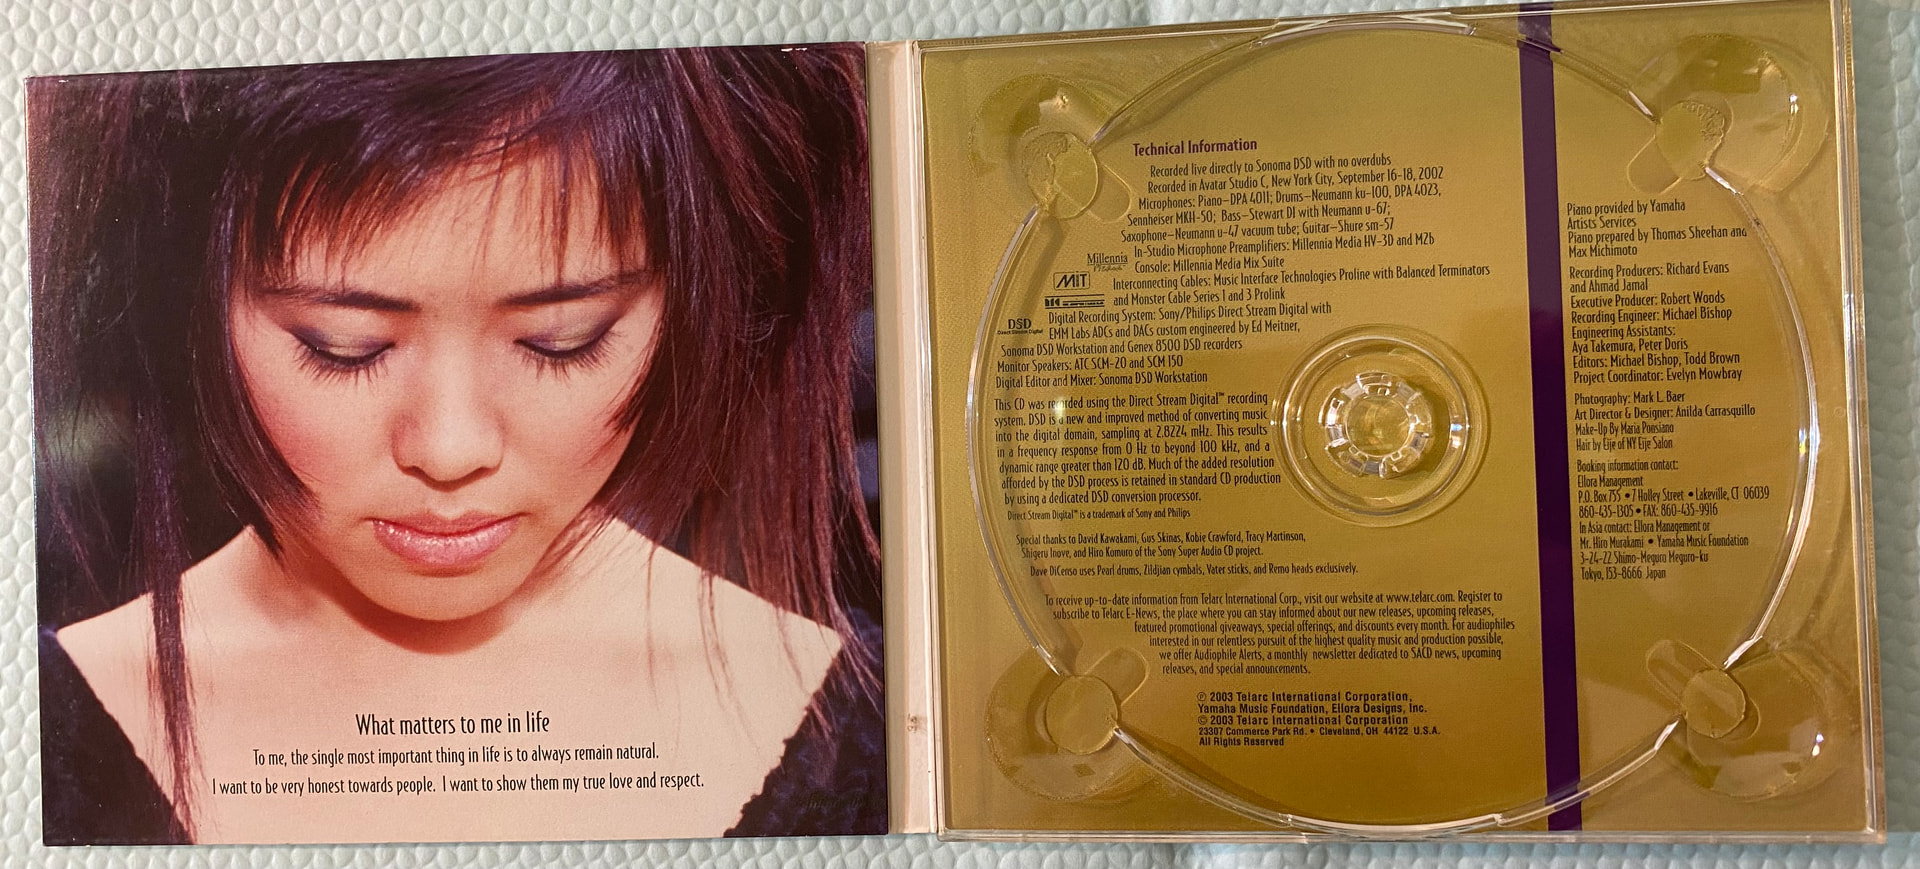 What matters to me in life
To me, the single most important thing in life is to always remain natural.
I want to be very honest towards people. I want to show them my true love and respect.
Technical Information
Recorded live directly to Sonoma DSD with no overdubs
Recorded in Avatar Studio C, New York City, September 16-18, 2002
Microphones: Piano–DPA 4011; Drums–Neumann ku-100, DPA 4023,
Sennheiser MKH-50; Bass–Stewart DI with Neumann u-67;
Saxophone–Neumann u-47 vacuum tube; Guitar–Shure sm-57
In-Studio Microphone Preamplifiers: Millennia Media HV-3D and M2b
Millennia
Console: Millennia Media Mix Suite
MIT
Interconnecting Cables: Music Interface Technologies Proline with Balanced Terminators
and Monster Cable Series 1 and 3 Prolink
DSD
Direct Stream Digital
Digital Recording System: Sony/Philips Direct Stream Digital with
EMM Labs ADCs and DACs custom engineered by Ed Meitner,
Sonoma DSD Workstation and Genex 8500 DSD recorders
Monitor Speakers: ATC SCM-20 and SCM 150
Digital Editor and Mixer: Sonoma DSD Workstation
This CD was recorded using the Direct Stream Digital™ recording
system. DSD is a new and improved method of converting music
into the digital domain, sampling at 2.8224 mHz. This results
in a frequency response from 0 Hz to beyond 100 kHz, and a
dynamic range greater than 120 dB. Much of the added resolution
afforded by the DSD process is retained in standard CD production
by using a dedicated DSD conversion processor.
Direct Stream Digital™ is a trademark of Sony and Philips
Special thanks to David Kawakami, Gus Skinas, Kobie Crawford, Tracy Martinson,
Shigeru Inove, and Hiro Komuro of the Sony Super Audio CD project.
Dave DiCenso uses Pearl drums, Zildjian cymbals, Vater sticks, and Remo heads exclusively.
To receive up-to-date information from Telarc International Corp., visit our website at www.telarc.com. Register to
subscribe to Telarc E-News, the place where you can stay informed about our new releases, upcoming releases,
featured promotional giveaways, special offerings, and discounts every month. For audiophiles
interested in our relentless pursuit of the highest quality music and production possible,
we offer Audiophile Alerts, a monthly newsletter dedicated to SACD news, upcoming
releases, and special announcements.
℗ 2003 Telarc International Corporation,
Yamaha Music Foundation, Ellora Designs, Inc.
© 2003 Telarc International Corporation
23307 Commerce Park Rd. • Cleveland, OH 44122 U.S.A.
All Rights Reserved
Piano provided by Yamaha
Artists Services
Piano prepared by Thomas Sheehan and
Max Michimoto
Recording Producers: Richard Evans
and Ahmad Jamal
Executive Producer: Robert Woods
Recording Engineer: Michael Bishop
Engineering Assistants:
Aya Takemura, Peter Doris
Editors: Michael Bishop, Todd Brown
Project Coordinator: Evelyn Mowbray
Photography: Mark L. Baer
Art Director & Designer: Anilda Carrasquillo
Make-Up By Maria Ponsiano
Hair by Eije of NY Eije Salon
Booking information contact:
Ellora Management
P.O. Box 755 • 7 Holley Street • Lakeville, CT 06039
860-435-1305 • FAX: 860-435-9916
In Asia contact: Ellora Management or
Mr. Hiro Murakami • Yamaha Music Foundation
3-24-22 Shimo-Meguro Meguro-ku
Tokyo, 153-8666 Japan